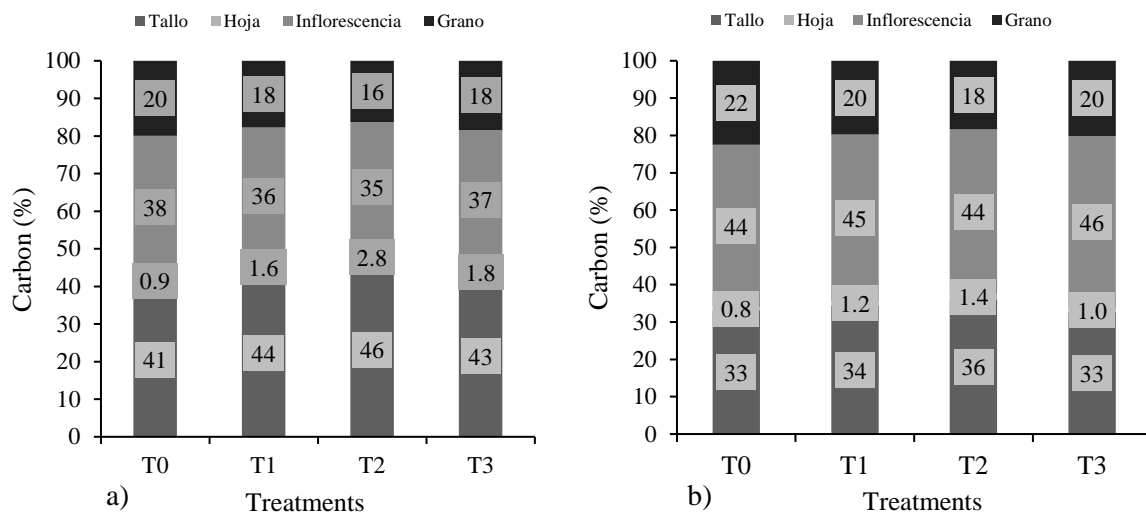 Tallo Hoja Inflorescencia Grano
100
90
80
70
60
50
40
30
20
10
0
Carbon (%)
20 18 16 18
38 36 35 37
0.9 1.6 2.8 1.8
41 44 46 43
T0 T1 T2 T3
a) Treatments
Tallo Hoja Inflorescencia Grano
100
90
80
70
60
50
40
30
20
10
0
Carbon (%)
22 20 18 20
44 45 44 46
0.8 1.2 1.4 1.0
33 34 36 33
T0 T1 T2 T3
b) Treatments